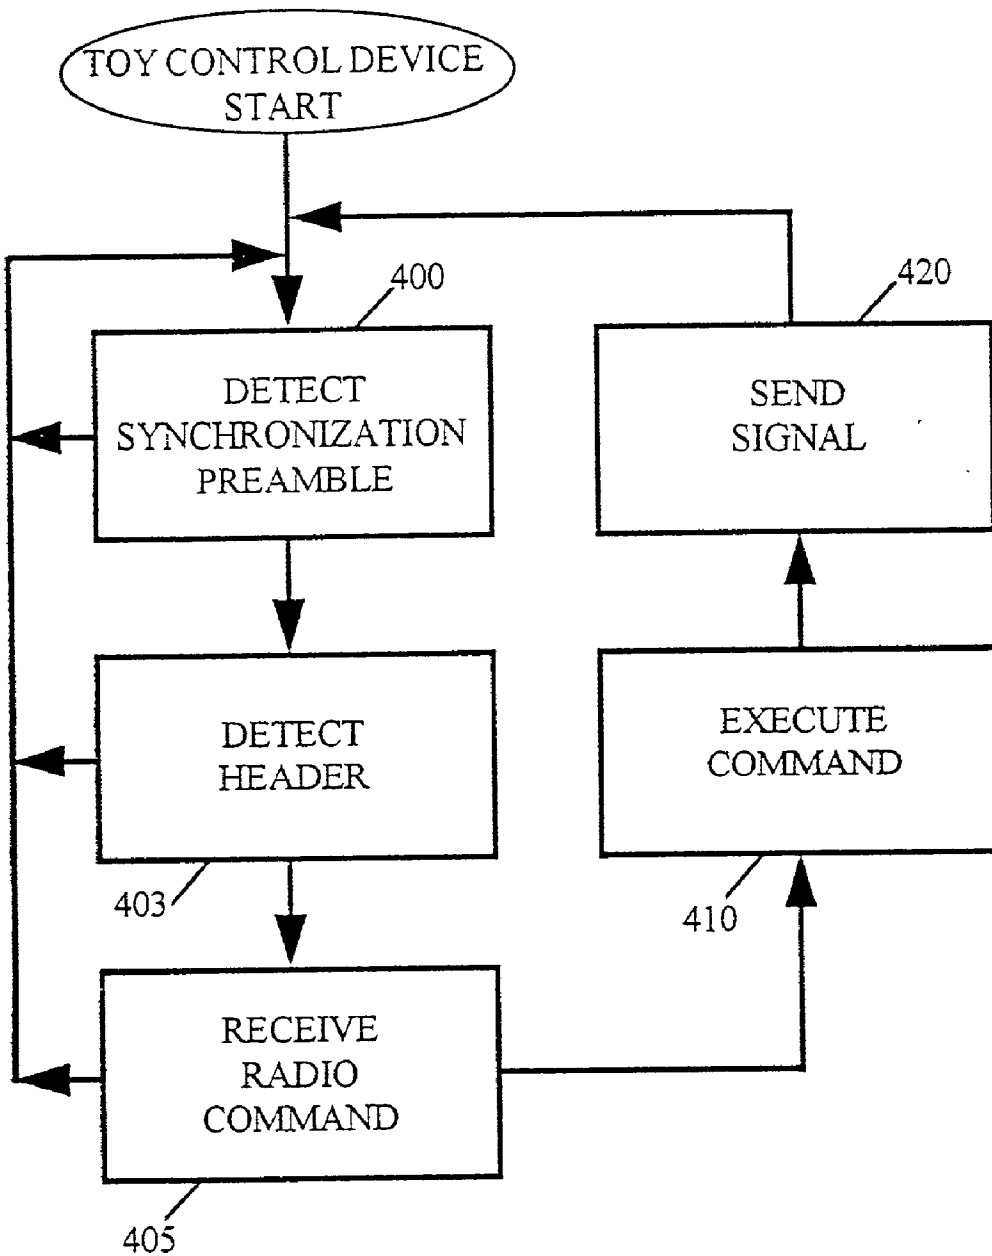 TOY CONTROL DEVICE
START
400
DETECT
SYNCHRONIZATION
PREAMBLE
DETECT
HEADER
403
RECEIVE
RADIO
COMMAND
405
EXECUTE
COMMAND
410
420
SEND
SIGNAL